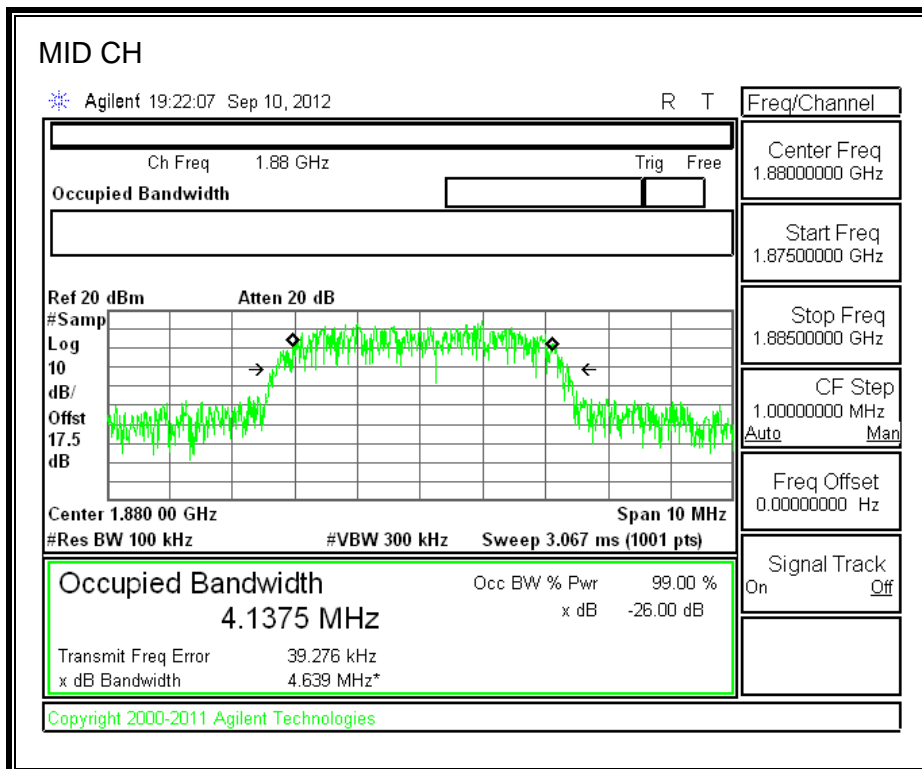 MID CH
Agilent 19:22:07 Sep 10, 2012 R T
Freq/Channel
Ch Freq 1.88 GHz Trig Free
Occupied Bandwidth
Center Freq
1.88000000 GHz
Start Freq
1.87500000 GHz
Stop Freq
1.88500000 GHz
CF Step
1.00000000 MHz
Auto Man
Freq Offset
0.00000000 Hz
Signal Track
On Off
Ref 20 dBm Atten 20 dB
#Samp
Log
10
dB/
Offst
17.5
dB
Center 1.880 00 GHz Span 10 MHz
#Res BW 100 kHz #VBW 300 kHz Sweep 3.067 ms (1001 pts)
Occupied Bandwidth Occ BW % Pwr 99.00 %
4.1375 MHz x dB -26.00 dB
Transmit Freq Error 39.276 kHz
x dB Bandwidth 4.639 MHz*
Copyright 2000-2011 Agilent Technologies